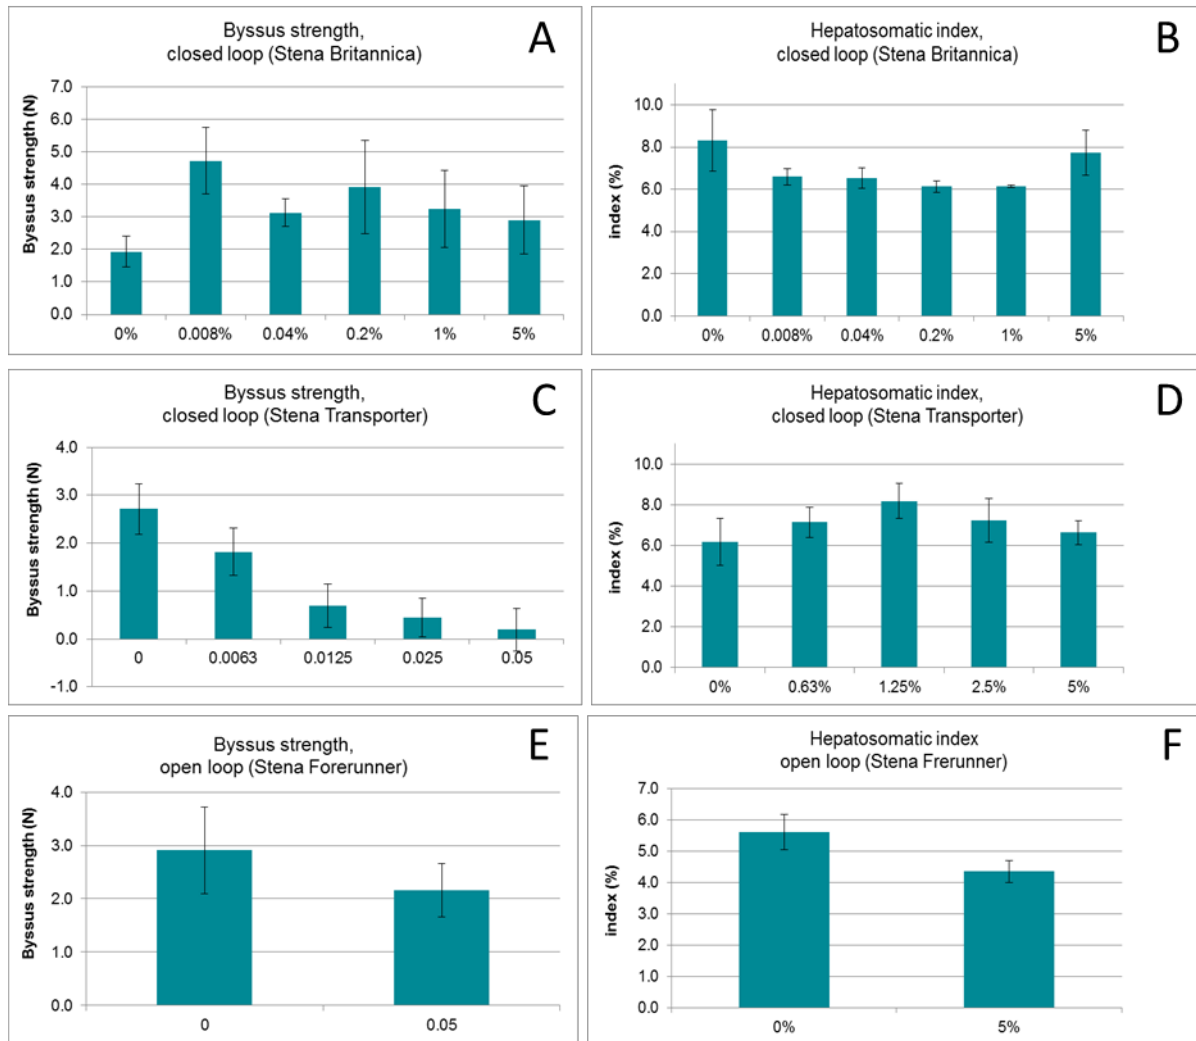 Byssus strength,
closed loop (Stena Britannica)
A
Byssus strength (N)
7.0
6.0
5.0
4.0
3.0
2.0
1.0
0.0
0% 0.008% 0.04% 0.2% 1% 5%
Hepatosomatic index,
closed loop (Stena Britannica)
B
index (%)
10.0
8.0
6.0
4.0
2.0
0.0
0% 0.008% 0.04% 0.2% 1% 5%
Byssus strength,
closed loop (Stena Transporter)
C
Byssus strength (N)
4.0
3.0
2.0
1.0
0.0
-1.0
0 0.0063 0.0125 0.025 0.05
Hepatosomatic index,
closed loop (Stena Transporter)
D
index (%)
10.0
8.0
6.0
4.0
2.0
0.0
0% 0.63% 1.25% 2.5% 5%
Byssus strength,
open loop (Stena Forerunner)
E
Byssus strength (N)
4.0
3.0
2.0
1.0
0.0
0 0.05
Hepatosomatic index
open loop (Stena Frerunner)
F
index (%)
7.0
6.0
5.0
4.0
3.0
2.0
1.0
0.0
0% 5%